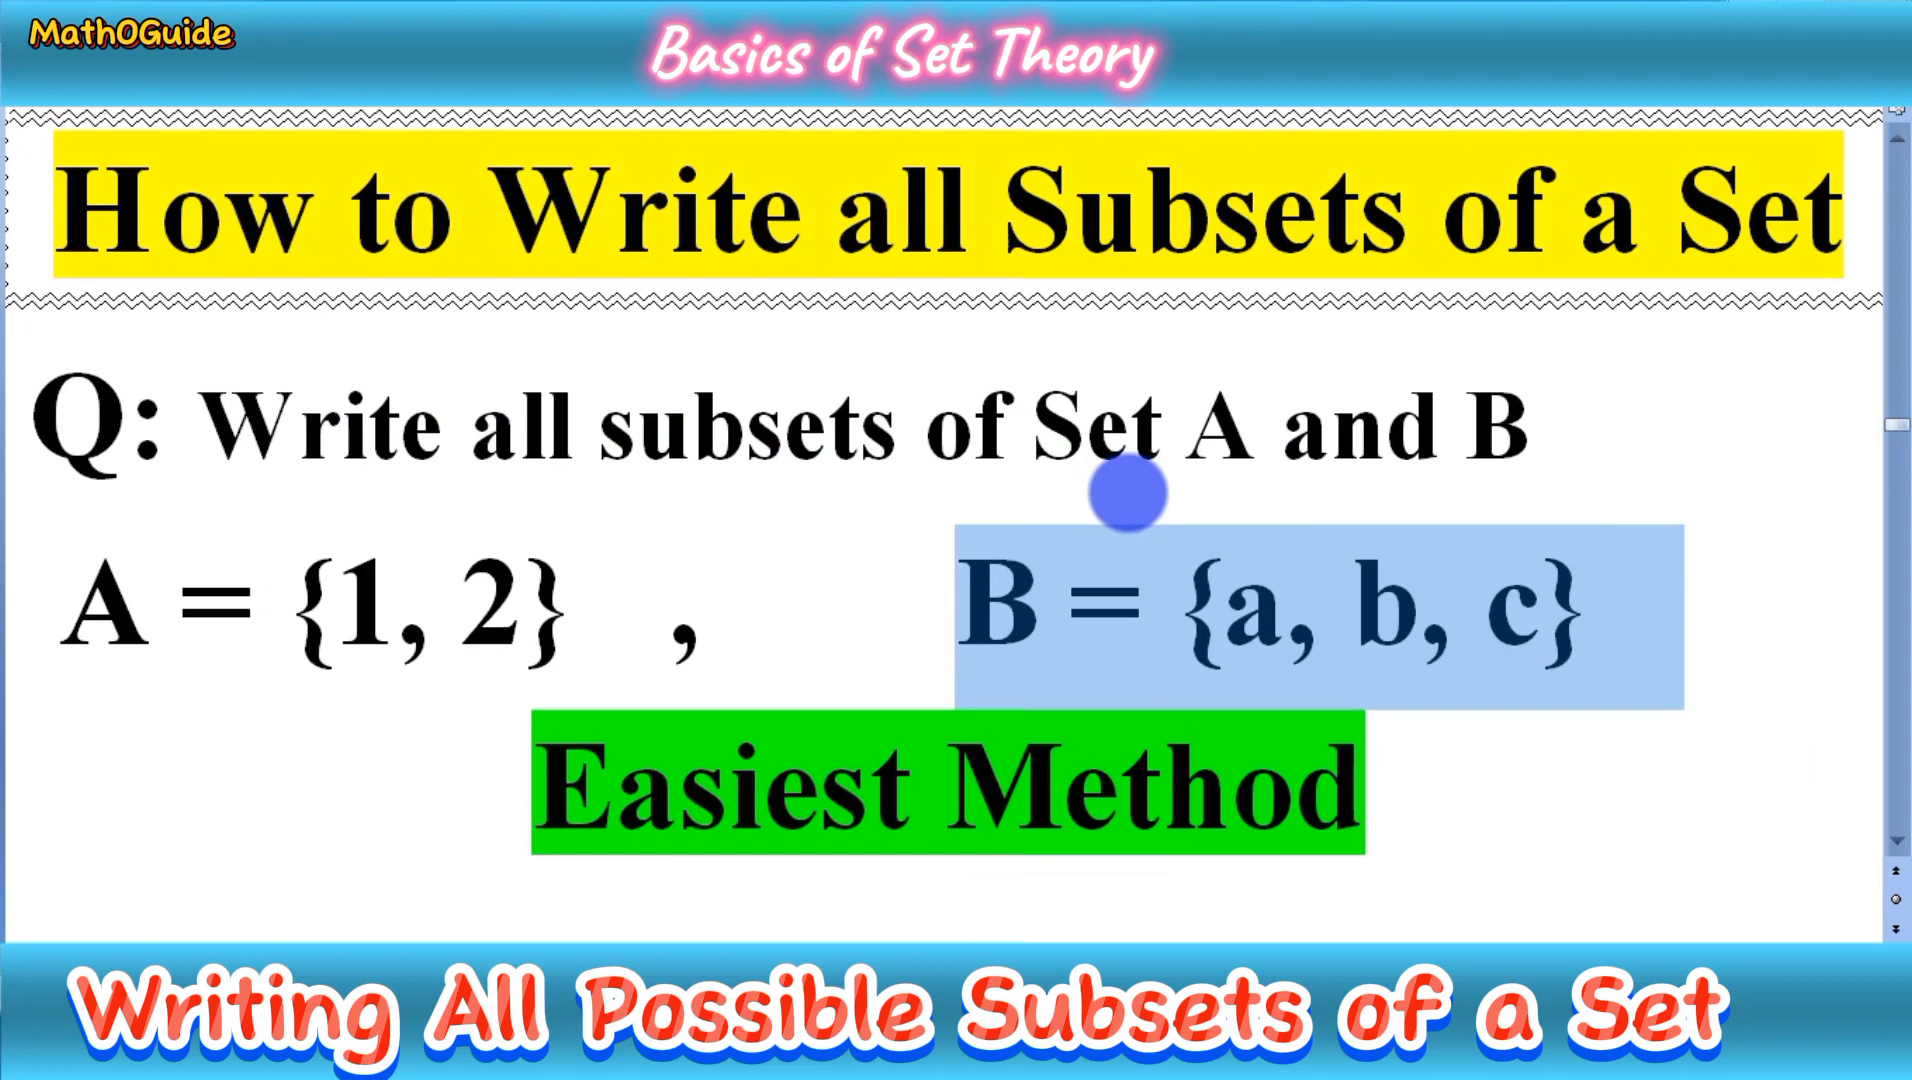 MathOGuide
Basics of Set Theory
How to Write all Subsets of a Set
Q: Write all subsets of Set A and B
A = {1, 2} , B = {a, b, c}
Easiest Method
Writing All Possible Subsets of a Set